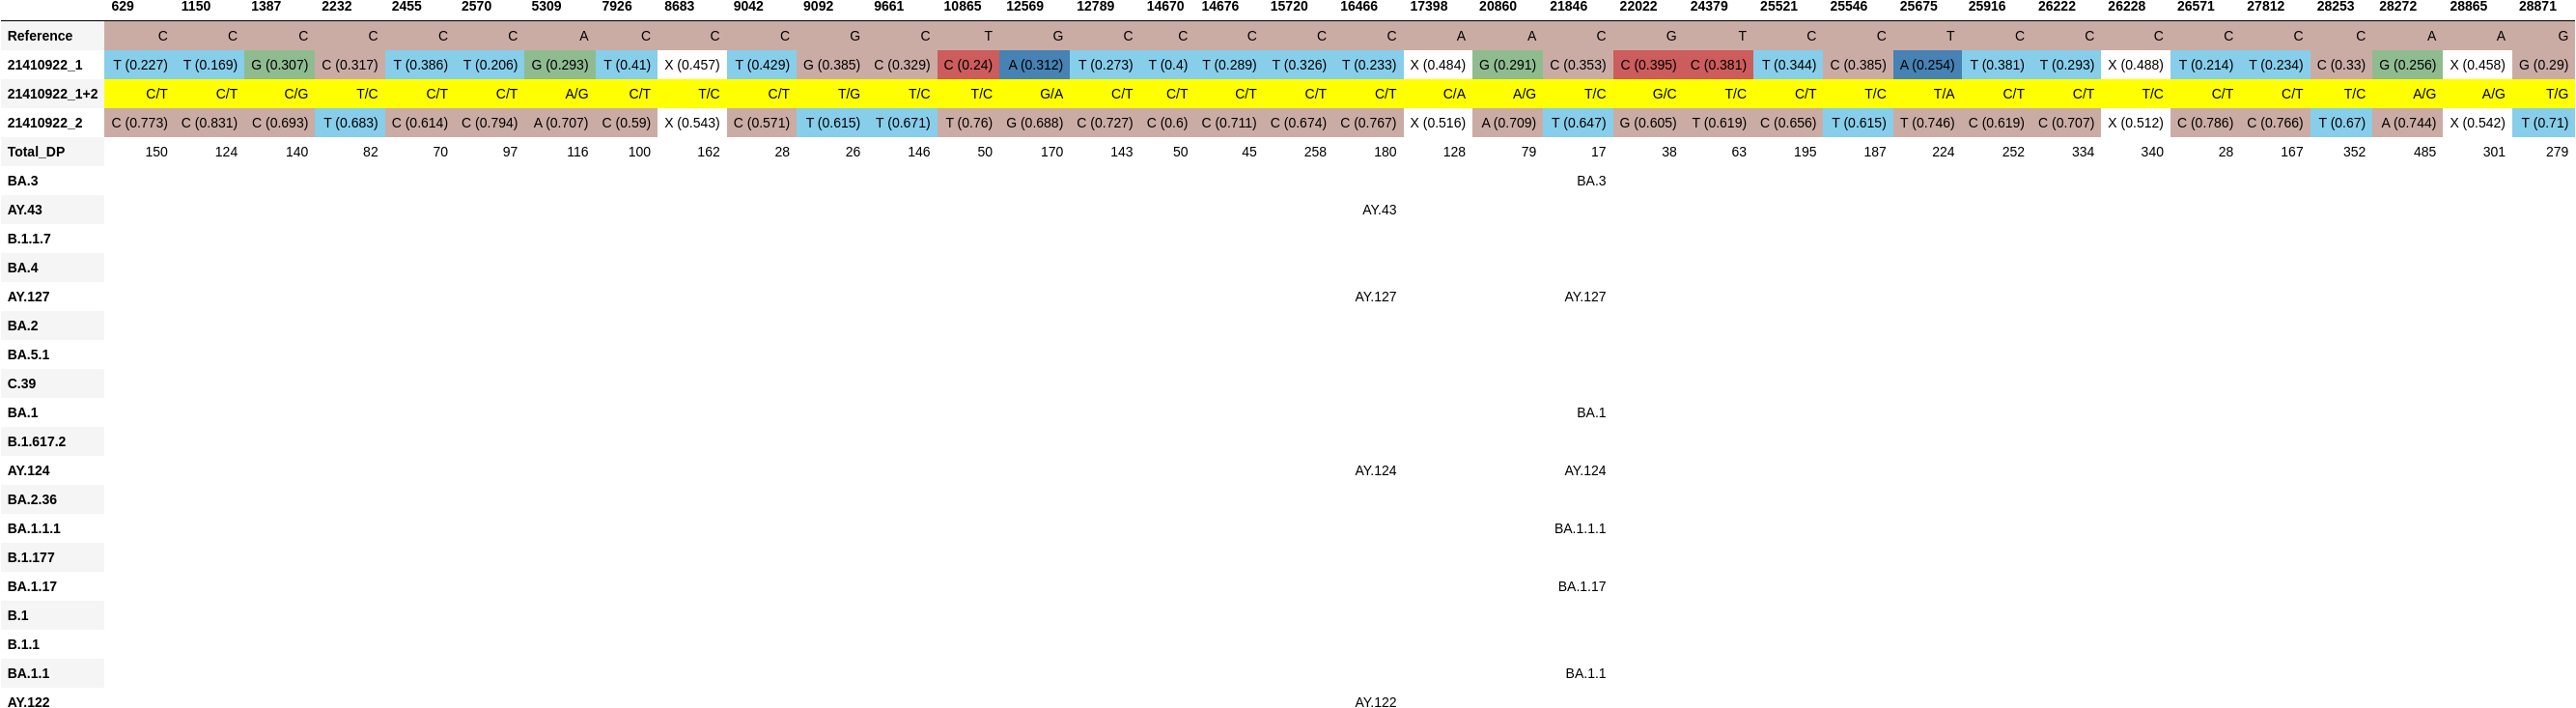 629 1150 1387 2232 2455 2570 5309 7926 8683 9042 9092 9661 10865 12569 12789 14670 14676 15720 16466 17398 20860 21846 22022 24379 25521 25546 25675 25916 26222 26228 26571 27812 28253 28272 28865 28871
Reference C C C C C C A C C C G C T G C C C C C A A C G T C C T C C C C C C A A G
21410922_1 T (0.227) T (0.169) G (0.307) C (0.317) T (0.386) T (0.206) G (0.293) T (0.41) X (0.457) T (0.429) G (0.385) C (0.329) C (0.24) A (0.312) T (0.273) T (0.4) T (0.289) T (0.326) T (0.233) X (0.484) G (0.291) C (0.353) C (0.395) C (0.381) T (0.344) C (0.385) A (0.254) T (0.381) T (0.293) X (0.488) T (0.214) T (0.234) C (0.33) G (0.256) X (0.458) G (0.29)
21410922_1+2 C/T C/T C/G T/C C/T C/T A/G C/T T/C C/T T/G T/C T/C G/A C/T C/T C/T C/T C/T C/A A/G T/C G/C T/C C/T T/C T/A C/T C/T T/C C/T C/T T/C A/G A/G T/G
21410922_2 C (0.773) C (0.831) C (0.693) T (0.683) C (0.614) C (0.794) A (0.707) C (0.59) X (0.543) C (0.571) T (0.615) T (0.671) T (0.76) G (0.688) C (0.727) C (0.6) C (0.711) C (0.674) C (0.767) X (0.516) A (0.709) T (0.647) G (0.605) T (0.619) C (0.656) T (0.615) T (0.746) C (0.619) C (0.707) X (0.512) C (0.786) C (0.766) T (0.67) A (0.744) X (0.542) T (0.71)
Total_DP 150 124 140 82 70 97 116 100 162 28 26 146 50 170 143 50 45 258 180 128 79 17 38 63 195 187 224 252 334 340 28 167 352 485 301 279
BA.3 BA.3
AY.43 AY.43
B.1.1.7
BA.4
AY.127 AY.127 AY.127
BA.2
BA.5.1
C.39
BA.1 BA.1
B.1.617.2
AY.124 AY.124 AY.124
BA.2.36
BA.1.1.1 BA.1.1.1
B.1.177
BA.1.17 BA.1.17
B.1
B.1.1
BA.1.1 BA.1.1
AY.122 AY.122